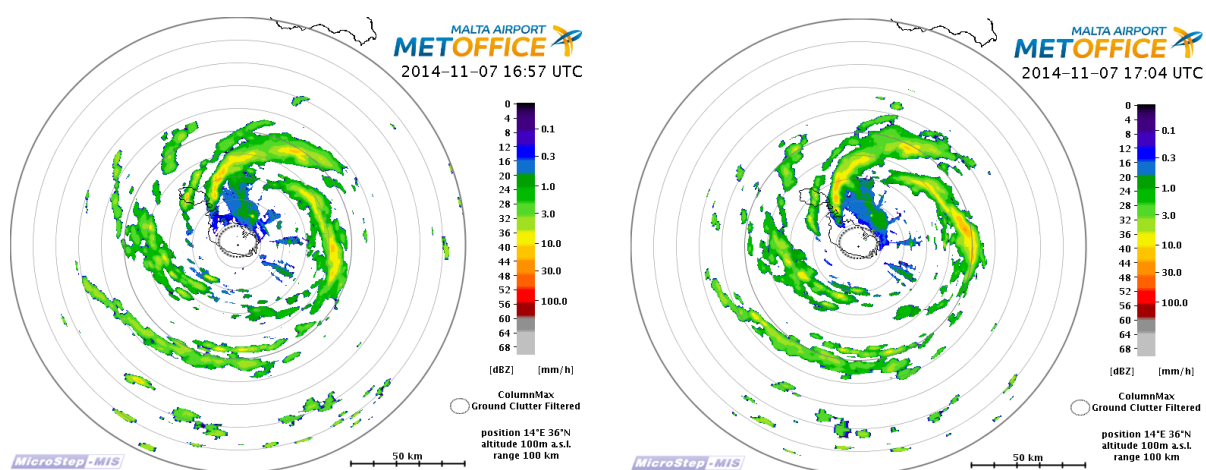 MALTA AIRPORT
METOFFICE
2014-11-07 16:57 UTC
0
4
8
12
16
20
24
28
32
36
40
44
48
52
56
60
64
68
0.1
0.3
1.0
3.0
10.0
30.0
100.0
[dBZ] [mm/h]
ColumnMax
Ground Clutter Filtered
position 14°E 36°N
altitude 100m a.s.l.
range 100 km
50 km
MicroStep-MIS
MALTA AIRPORT
METOFFICE
2014-11-07 17:04 UTC
0
4
8
12
16
20
24
28
32
36
40
44
48
52
56
60
64
68
0.1
0.3
1.0
3.0
10.0
30.0
100.0
[dBZ] [mm/h]
ColumnMax
Ground Clutter Filtered
position 14°E 36°N
altitude 100m a.s.l.
range 100 km
50 km
MicroStep-MIS